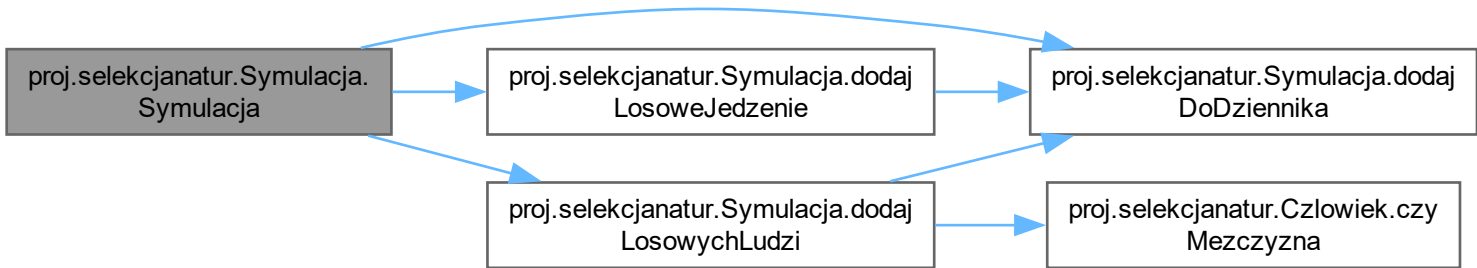 proj.selekcjanatur.Symulacja.
Symulacja
proj.selekcjanatur.Symulacja.dodaj
LosoweJedzenie
proj.selekcjanatur.Symulacja.dodaj
DoDziennika
proj.selekcjanatur.Symulacja.dodaj
LosowychLudzi
proj.selekcjanatur.Czlowiek.czy
Mezczyzna